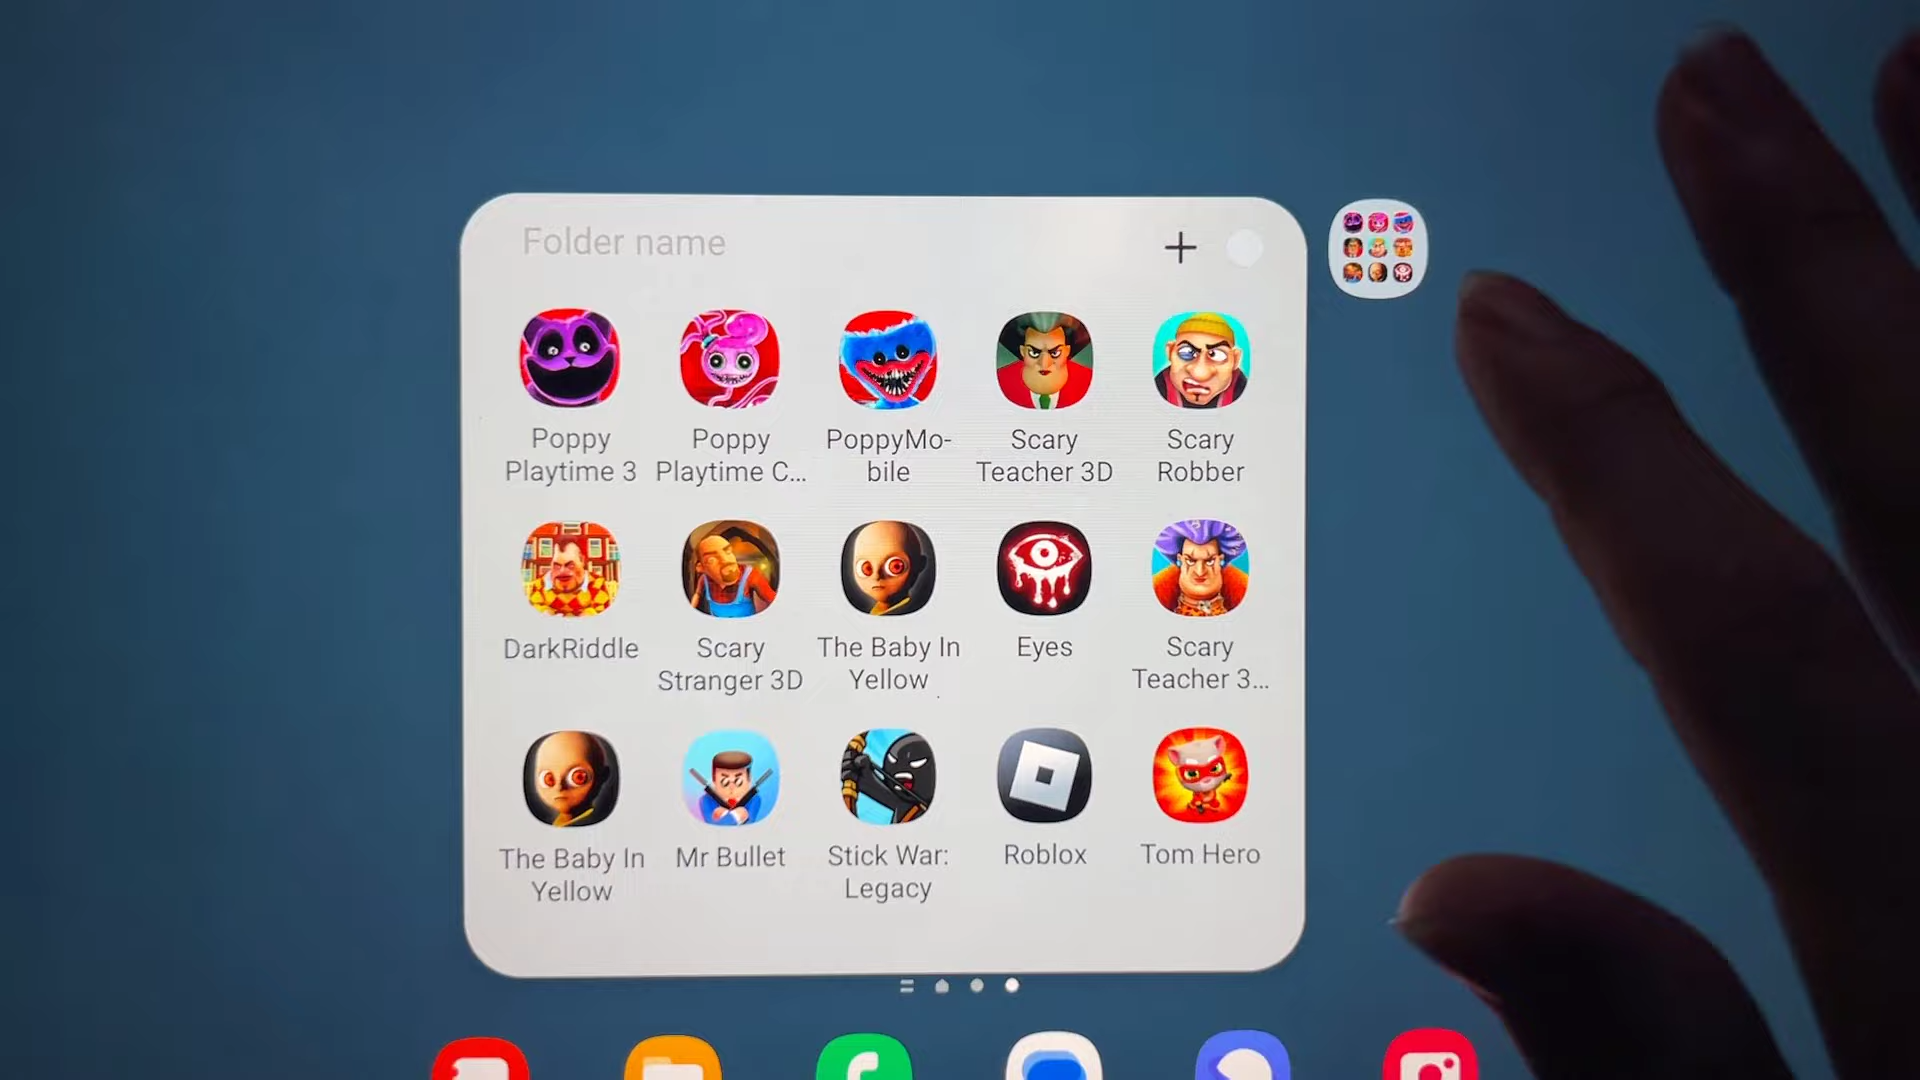 Folder name
Poppy
Playtime 3
Poppy
Playtime C...
PoppyMo-
bile
Scary
Teacher 3D
Scary
Robber
DarkRiddle
Scary
Stranger 3D
The Baby In
Yellow
Eyes
Scary
Teacher 3...
The Baby In
Yellow
Mr Bullet
Stick War:
Legacy
Roblox
Tom Hero